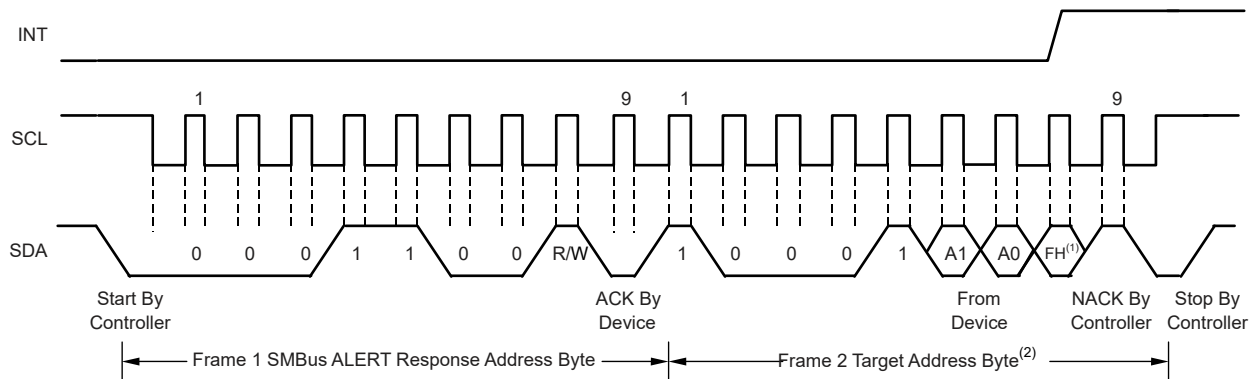 INT
1 9 1 9
SCL
SDA 0 0 0 1 1 0 0 R/W 1 0 0 0 1 A1 A0 FH(1)
Start By
Controller
ACK By
Device
From
Device
NACK By
Controller
Stop By
Controller
Frame 1 SMBus ALERT Response Address Byte
Frame 2 Target Address Byte(2)